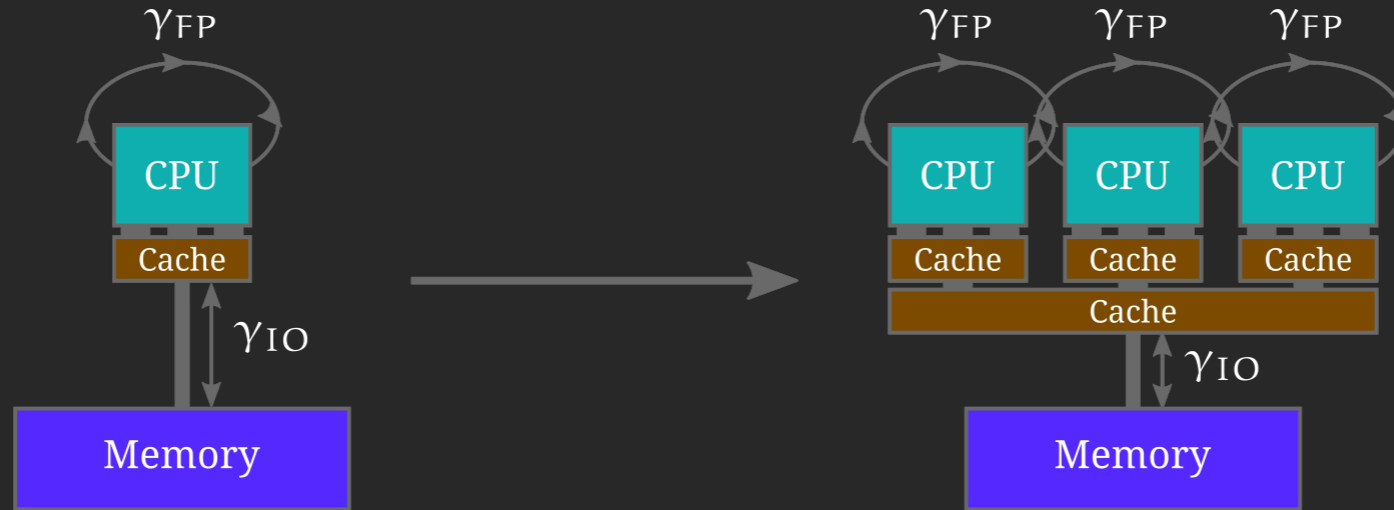 γFP
CPU
Cache
γIO
Memory
γFP γFP γFP
CPU CPU CPU
Cache Cache Cache
Cache
γIO
Memory